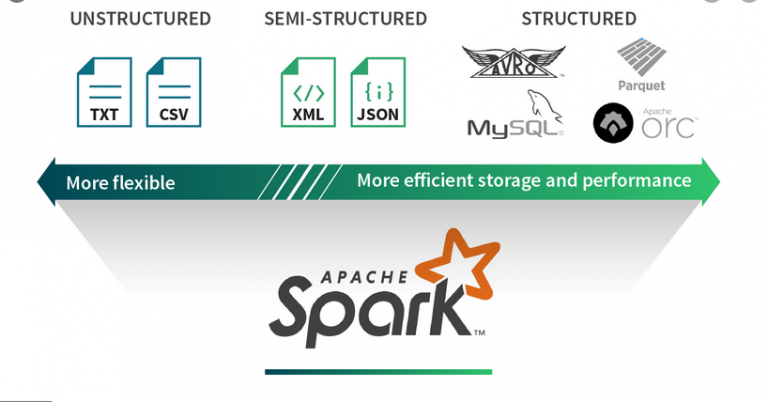 UNSTRUCTURED
SEMI-STRUCTURED
STRUCTURED
TXT
CSV
</>
XML
{i}
JSON
AVRO
Parquet
MySQL
Apache
orc
More flexible
More efficient storage and performance
APACHE
Spark™